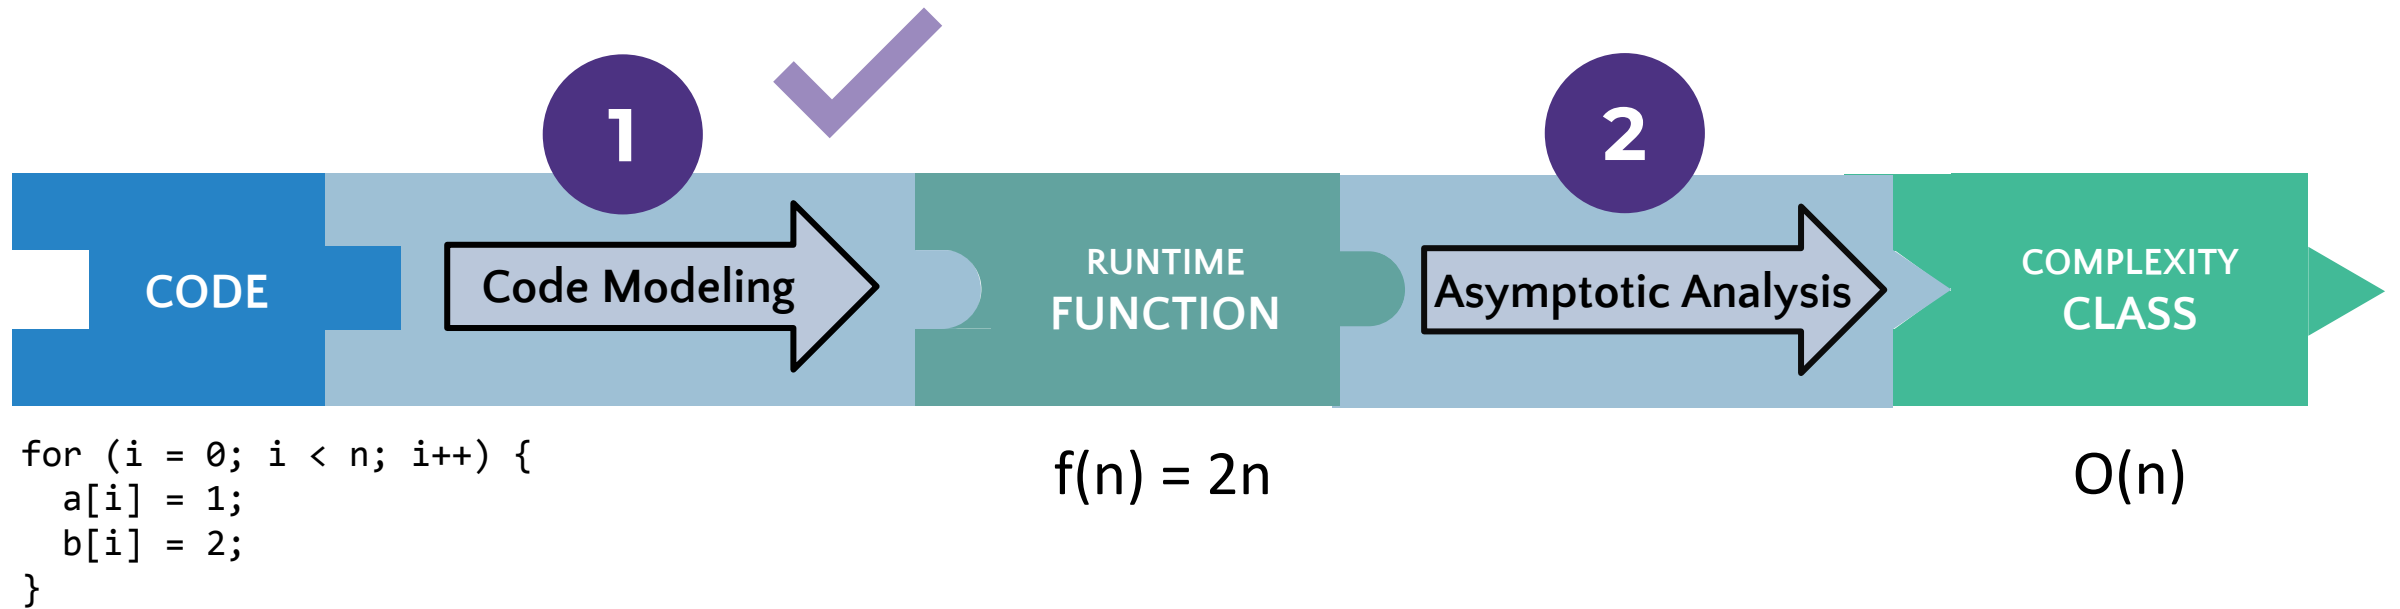 1
2
CODE
Code Modeling
RUNTIME
FUNCTION
Asymptotic Analysis
COMPLEXITY
CLASS
for (i = 0; i < n; i++) {
  a[i] = 1;
  b[i] = 2;
}
f(n) = 2n
O(n)